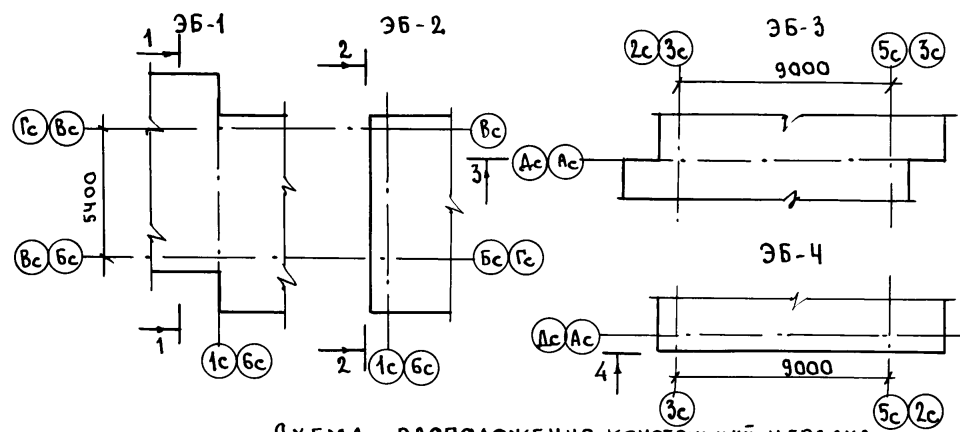 ЭБ-1
ЭБ-2
ЭБ-3
1
2
2с 3с
5с 3с
9000
Гс Вс
Вс
3
Дс Ас
5400
Вс Бс
Бс Гс
ЭБ-4
Дс Ас
1
2
4
9000
1с 6с
1с 6с
3с
5с 2с